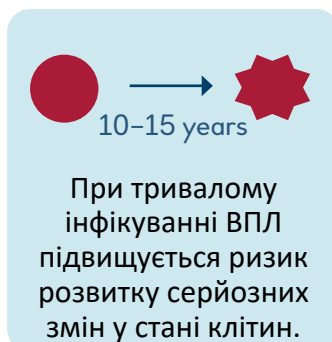 10–15 years
При тривалому
інфікуванні ВПЛ
підвищується ризик
розвитку серйозних
змін у стані клітин.